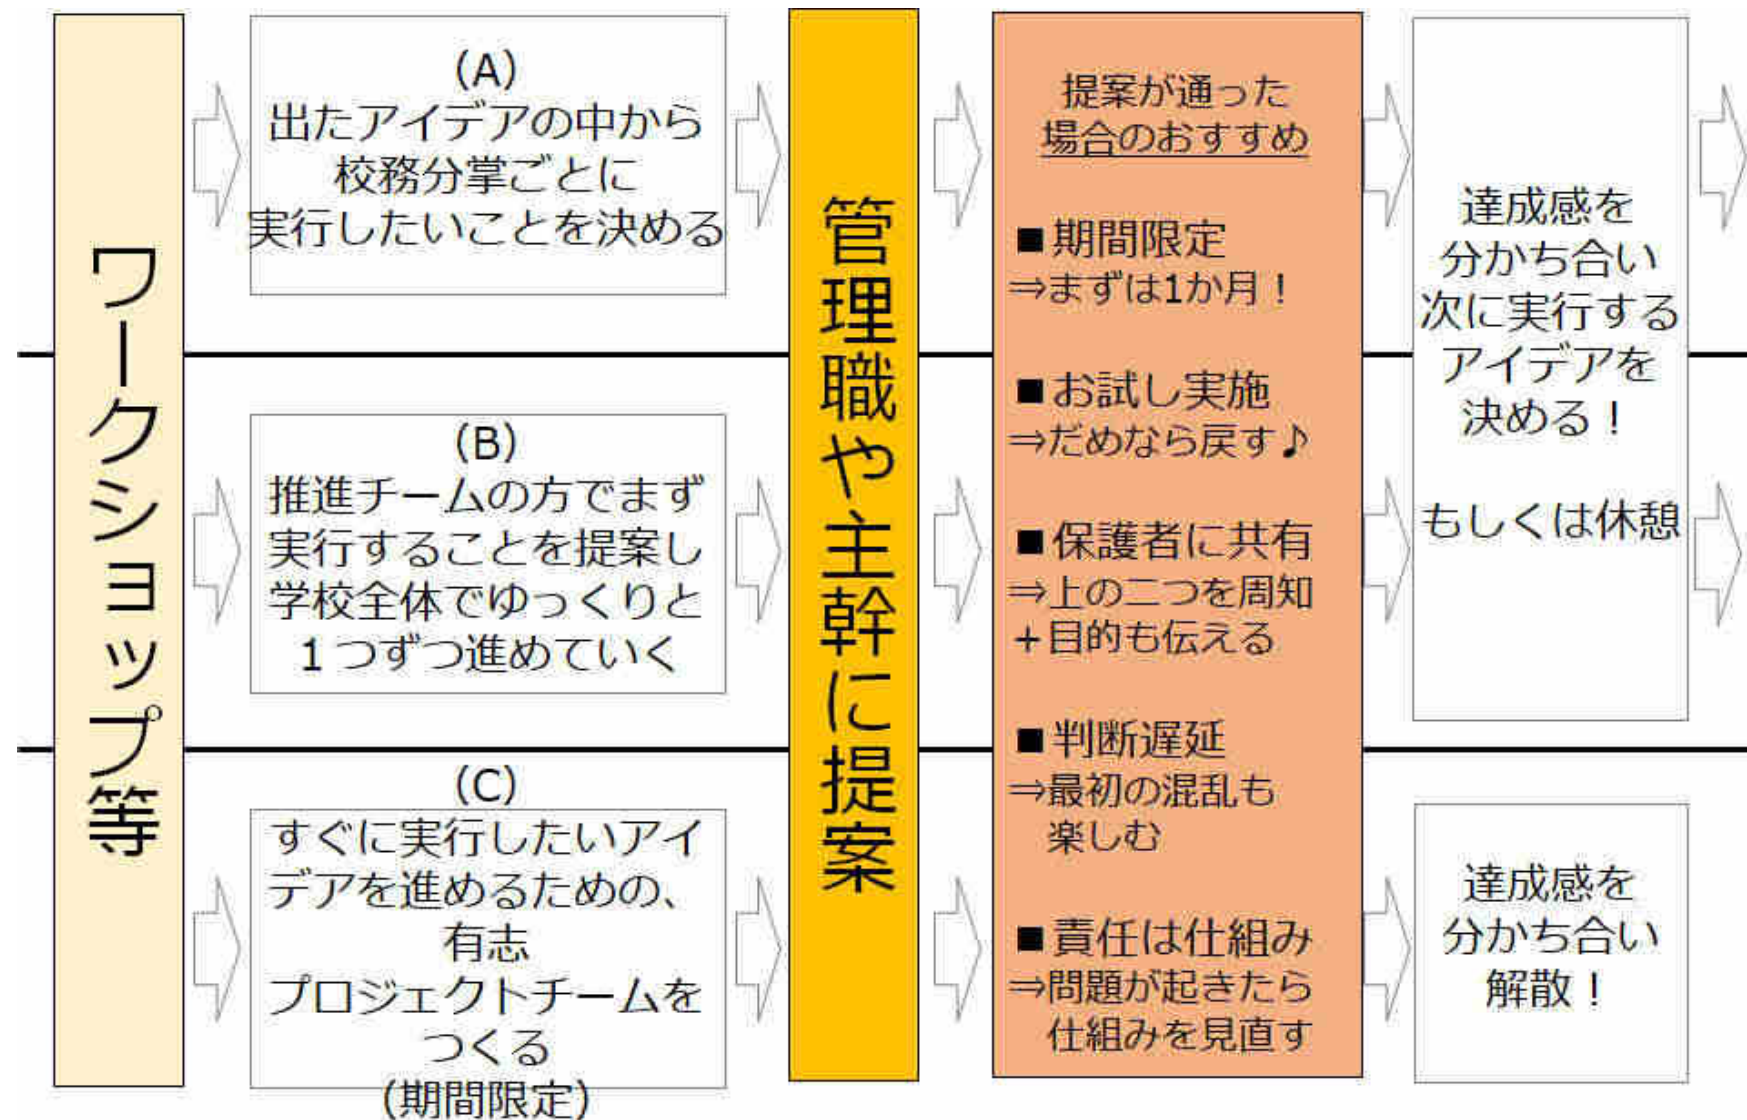 ワークショップ等
(A)
出たアイデアの中から
校務分掌ごとに
実行したいことを決める
(B)
推進チームの方でまず
実行することを提案し
学校全体でゆっくりと
1つずつ進めていく
(C)
すぐに実行したいアイ
デアを進めるための、
有志
プロジェクトチームを
つくる
(期間限定)
管理職や主幹に提案
提案が通った
場合のおすすめ
■期間限定
⇒まずは1か月！
■お試し実施
⇒だめなら戻す♪
■保護者に共有
⇒上の二つを周知
＋目的も伝える
■判断遅延
⇒最初の混乱も
楽しむ
■責任は仕組み
⇒問題が起きたら
仕組みを見直す
達成感を
分かち合い
次に実行する
アイデアを
決める！
もしくは休憩
達成感を
分かち合い
解散！